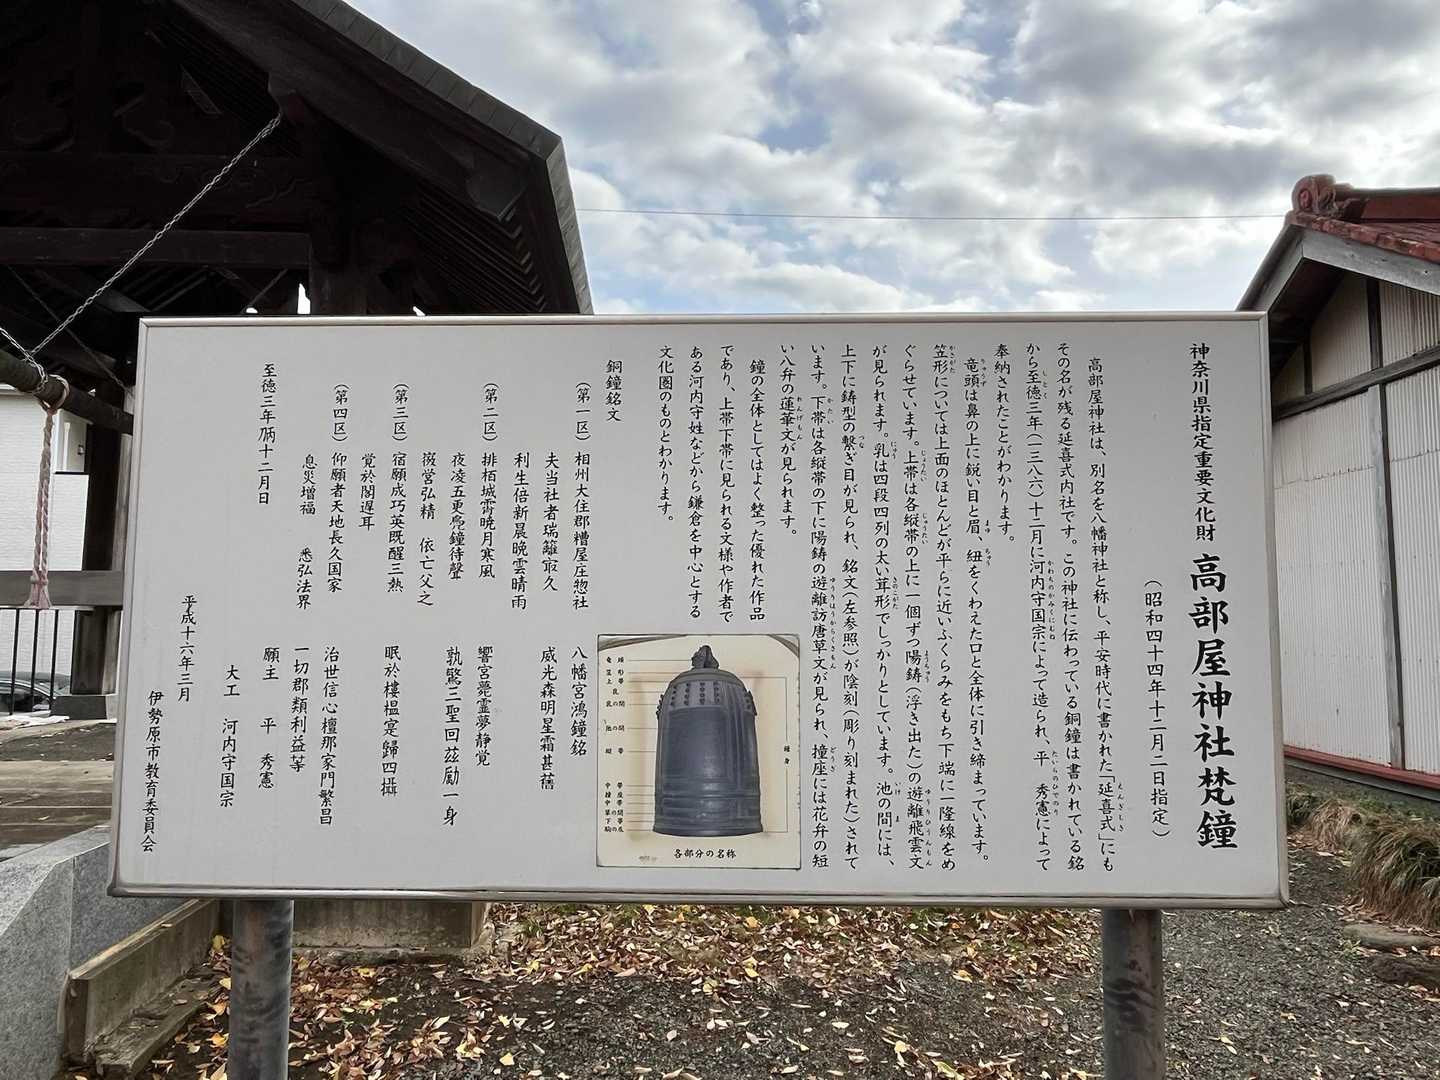 神奈川県指定重要文化財 高部屋神社梵鐘
（昭和四十四年十二月二日指定）
高部屋神社は、別名を八幡神社と称し、平安時代に書かれた「延喜式」にも
その名が残る延喜式内社です。この神社に伝わっている銅鐘は書かれている銘
から至徳三年（一三八六）十二月に河内守国宗によって造られ、平 秀憲によって
奉納されたことがわかります。
竜頭は鼻の上に鋭い目と眉、紐をくわえた口と全体に引き締まっています。
笠形については上面のほとんどが平らに近いふくらみをもち下端に一隆線をめ
ぐらせています。上帯は各縦帯の上に一個ずつ陽鋳（浮き出た）の遊離飛雲文
が見られます。乳は四段四列の太い茸形でしっかりとしています。池の間には、
上下に鋳型の繋ぎ目が見られ、銘文（左参照）が陰刻（彫り刻まれた）されて
います。下帯は各縦帯の下に陽鋳の遊離訪唐草文が見られ、撞座には花弁の短
い八弁の蓮華文が見られます。
鐘の全体としてはよく整った優れた作品
であり、上帯下帯に見られる文様や作者で
ある河内守姓などから鎌倉を中心とする
文化圏のものとわかります。
銅鐘銘文
（第一区） 相州大住郡糟屋庄惣社 八幡宮鴻鐘銘
夫当社者瑞籬㝡久 威光森明星霜甚舊
利生倍新晨晩雲晴雨
（第二区） 排栢城霄暁月寒風 響宮甍霊夢静覚
夜凌五更凫鐘待聲 孰驚三聖回茲勵一身
（第三区） 宿願成巧英既醒三熱 眠於樓榅寔歸四攝
覚於閣遅耳
（第四区） 仰願者天地長久国家 治世信心檀那家門繁昌
息災増福 悉弘法界 一切郡類利益等
至徳三年丙十二月日 願主 平 秀憲
大工 河内守国宗
平成十六年三月
伊勢原市教育委員会
竜頭
笠形
上帯
乳の間
池の間
縦帯
鐘身
各部分の名称